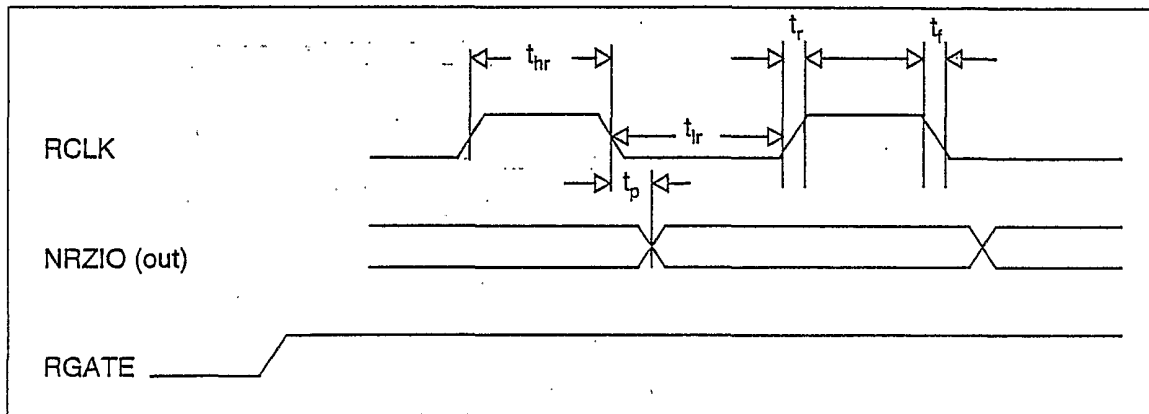 t_r
t_f
t_hr
RCLK
t_lr
t_p
NRZIO (out)
RGATE